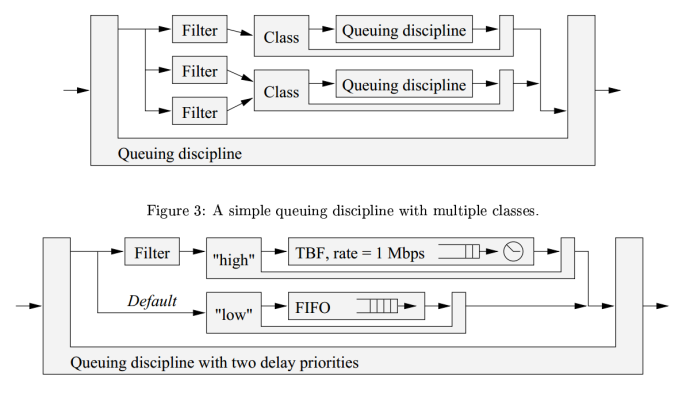 Filter
Class
Queuing discipline
Filter
Class
Queuing discipline
Filter
Queuing discipline
Figure 3: A simple queuing discipline with multiple classes.
Filter
"high"
TBF, rate = 1 Mbps
Default
"low"
FIFO
Queuing discipline with two delay priorities